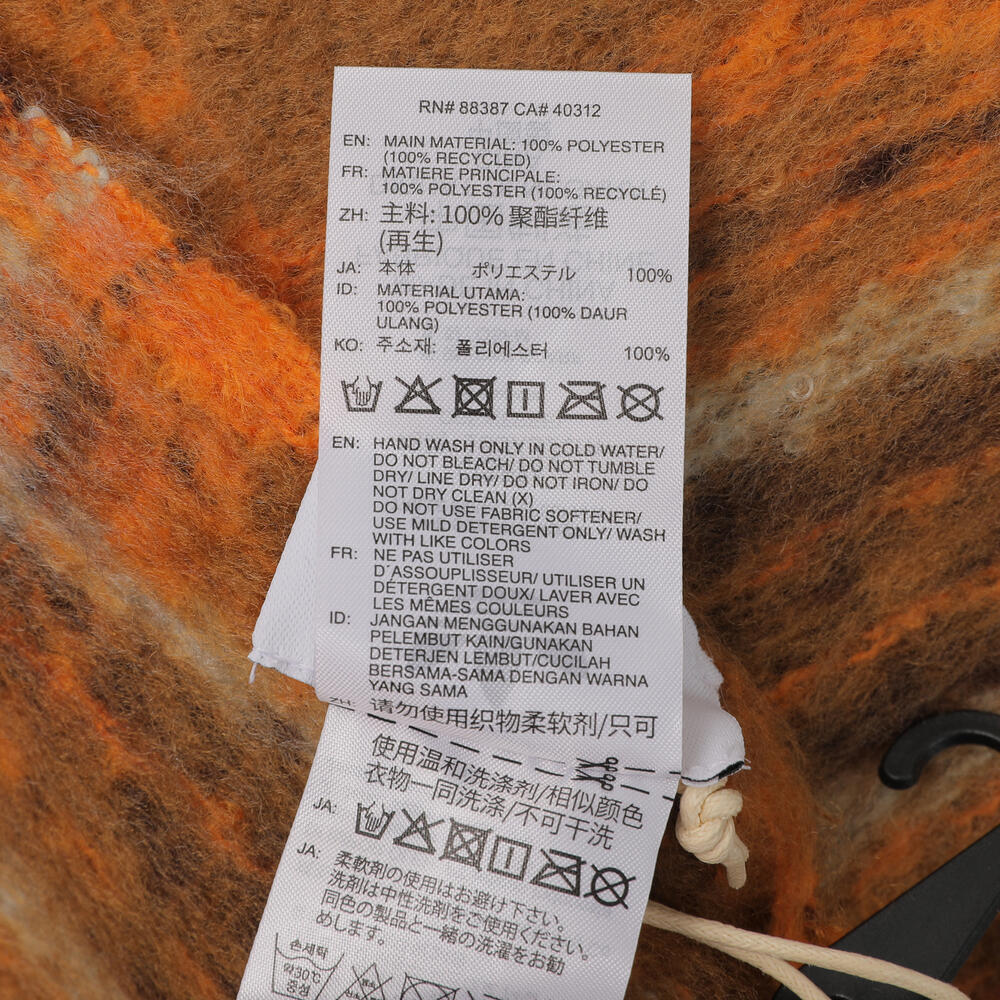 RN# 88387 CA# 40312
EN: MAIN MATERIAL: 100% POLYESTER
(100% RECYCLED)
FR: MATIERE PRINCIPALE:
100% POLYESTER (100% RECYCLÉ)
ZH: 主料: 100% 聚酯纤维
(再生)
JA: 本体 ポリエステル 100%
ID: MATERIAL UTAMA:
100% POLYESTER (100% DAUR
ULANG)
KO: 주소재: 폴리에스터 100%
EN: HAND WASH ONLY IN COLD WATER/
DO NOT BLEACH/ DO NOT TUMBLE
DRY/ LINE DRY/ DO NOT IRON/ DO
NOT DRY CLEAN (X)
DO NOT USE FABRIC SOFTENER/
USE MILD DETERGENT ONLY/ WASH
WITH LIKE COLORS
FR: NE PAS UTILISER
D´ASSOUPLISSEUR/ UTILISER UN
DÉTERGENT DOUX/ LAVER AVEC
LES MÊMES COULEURS
ID: JANGAN MENGGUNAKAN BAHAN
PELEMBUT KAIN/GUNAKAN
DETERJEN LEMBUT/CUCILAH
BERSAMA-SAMA DENGAN WARNA
YANG SAMA
ZH: 请勿使用织物柔软剂/只可
使用温和洗涤剂/相似颜色
衣物一同洗涤/不可干洗
JA:
JA: 柔軟剤の使用はお避け下さい。
洗剤は中性洗剤をご使用ください。
同色の製品と一緒の洗濯をお勧
めします。
손세탁
약30℃
중성